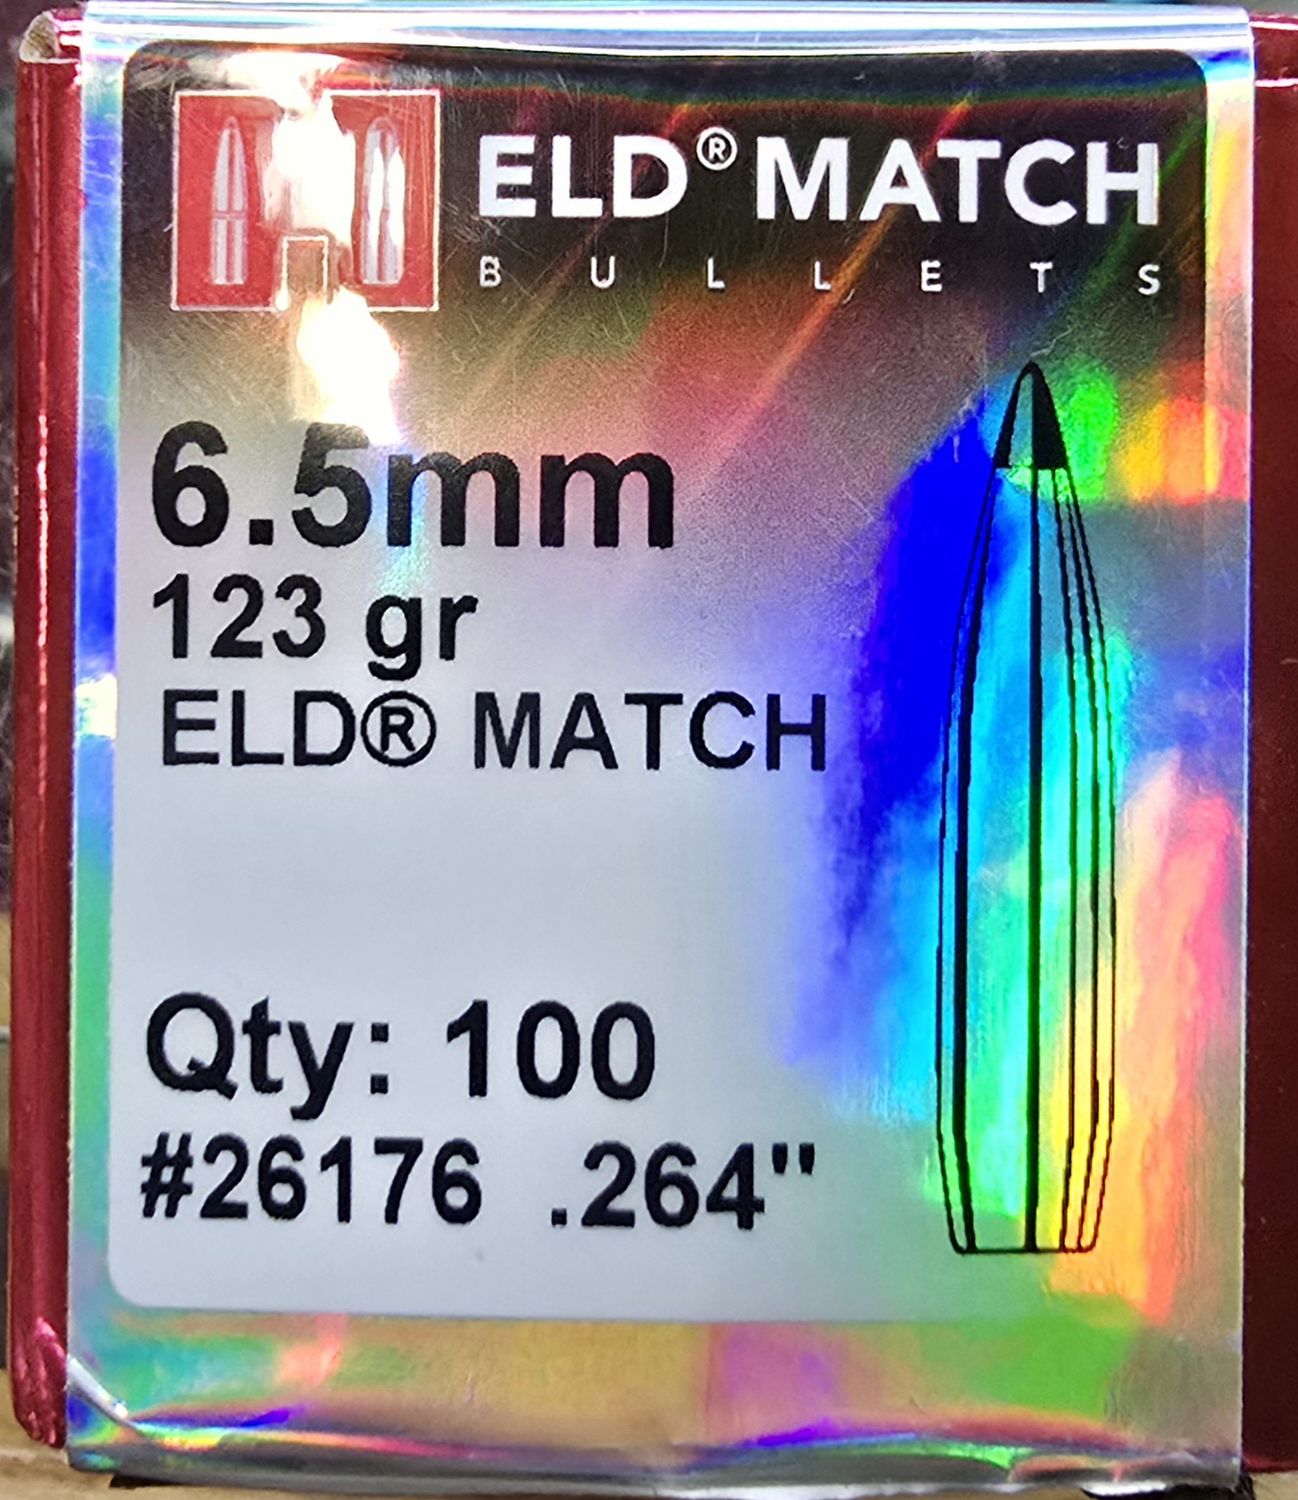 ELD® MATCH
BULLETS
6.5mm
123 gr
ELD® MATCH
Qty: 100
#26176 .264"